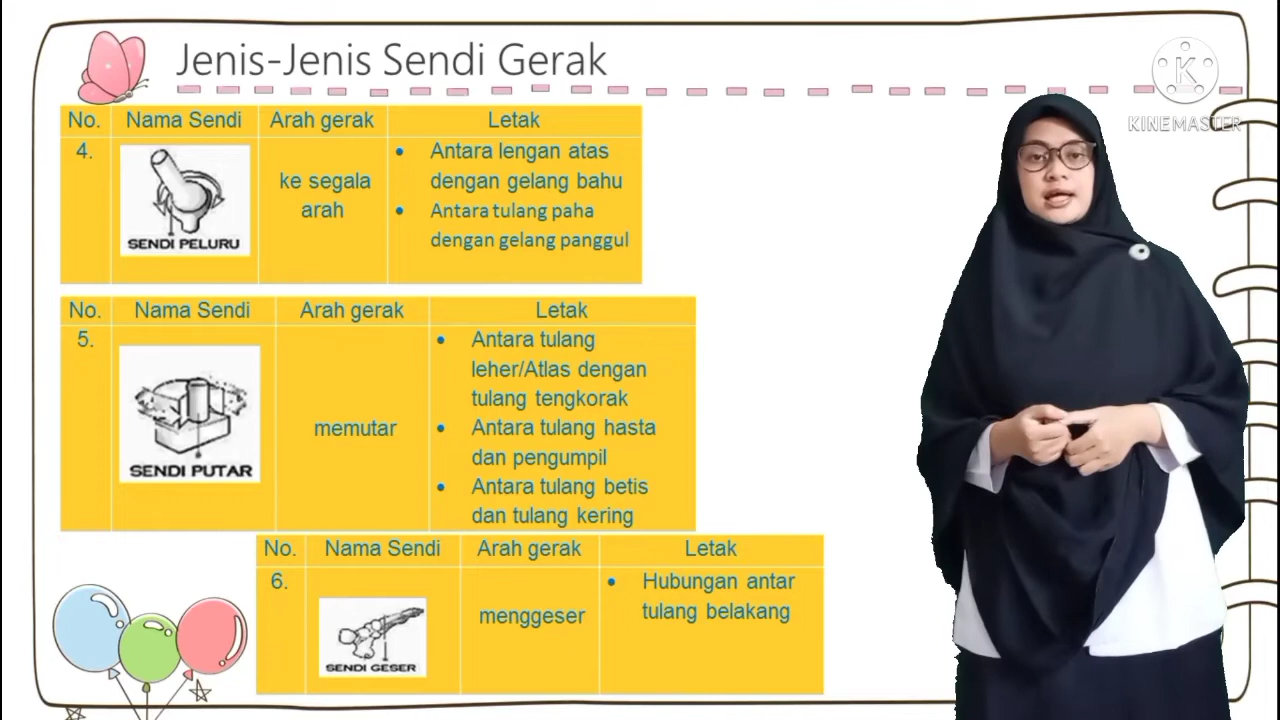 Jenis-Jenis Sendi Gerak
K
KINEMASTER
No. Nama Sendi Arah gerak Letak
4.
SENDI PELURU
ke segala
arah
• Antara lengan atas
dengan gelang bahu
• Antara tulang paha
dengan gelang panggul
No. Nama Sendi Arah gerak Letak
5.
SENDI PUTAR
memutar
• Antara tulang
leher/Atlas dengan
tulang tengkorak
• Antara tulang hasta
dan pengumpil
• Antara tulang betis
dan tulang kering
No. Nama Sendi Arah gerak Letak
6.
SENDI GESER
menggeser
• Hubungan antar
tulang belakang